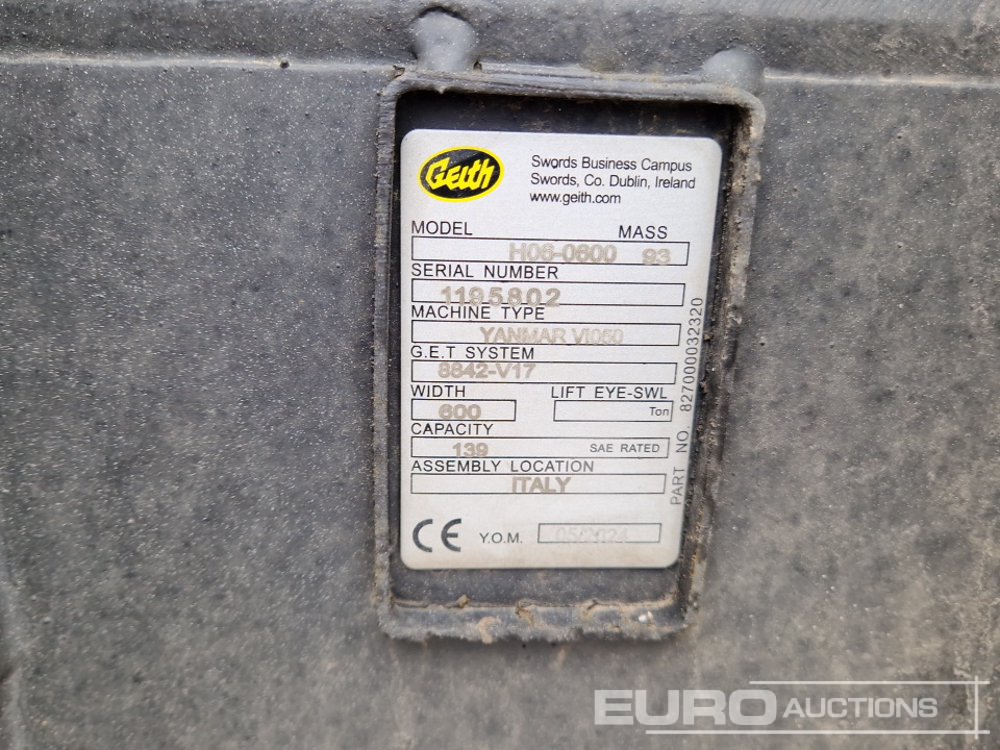 Geith
Swords Business Campus
Swords, Co. Dublin, Ireland
www.geith.com
MODEL MASS
H06-0600 93
SERIAL NUMBER
1195802
MACHINE TYPE
YANMAR VI050
G.E.T SYSTEM
8842-V17
WIDTH LIFT EYE-SWL
600 Ton
CAPACITY
139 SAE RATED
ASSEMBLY LOCATION
ITALY
CE Y.O.M. 05/2024
PART NO. 827000032320
EURO AUCTIONS